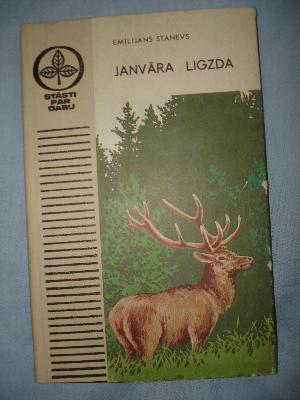 EMILIJANS STANEVS
JANVĀRA LIGZDA
STĀSTI
PAR
DABU